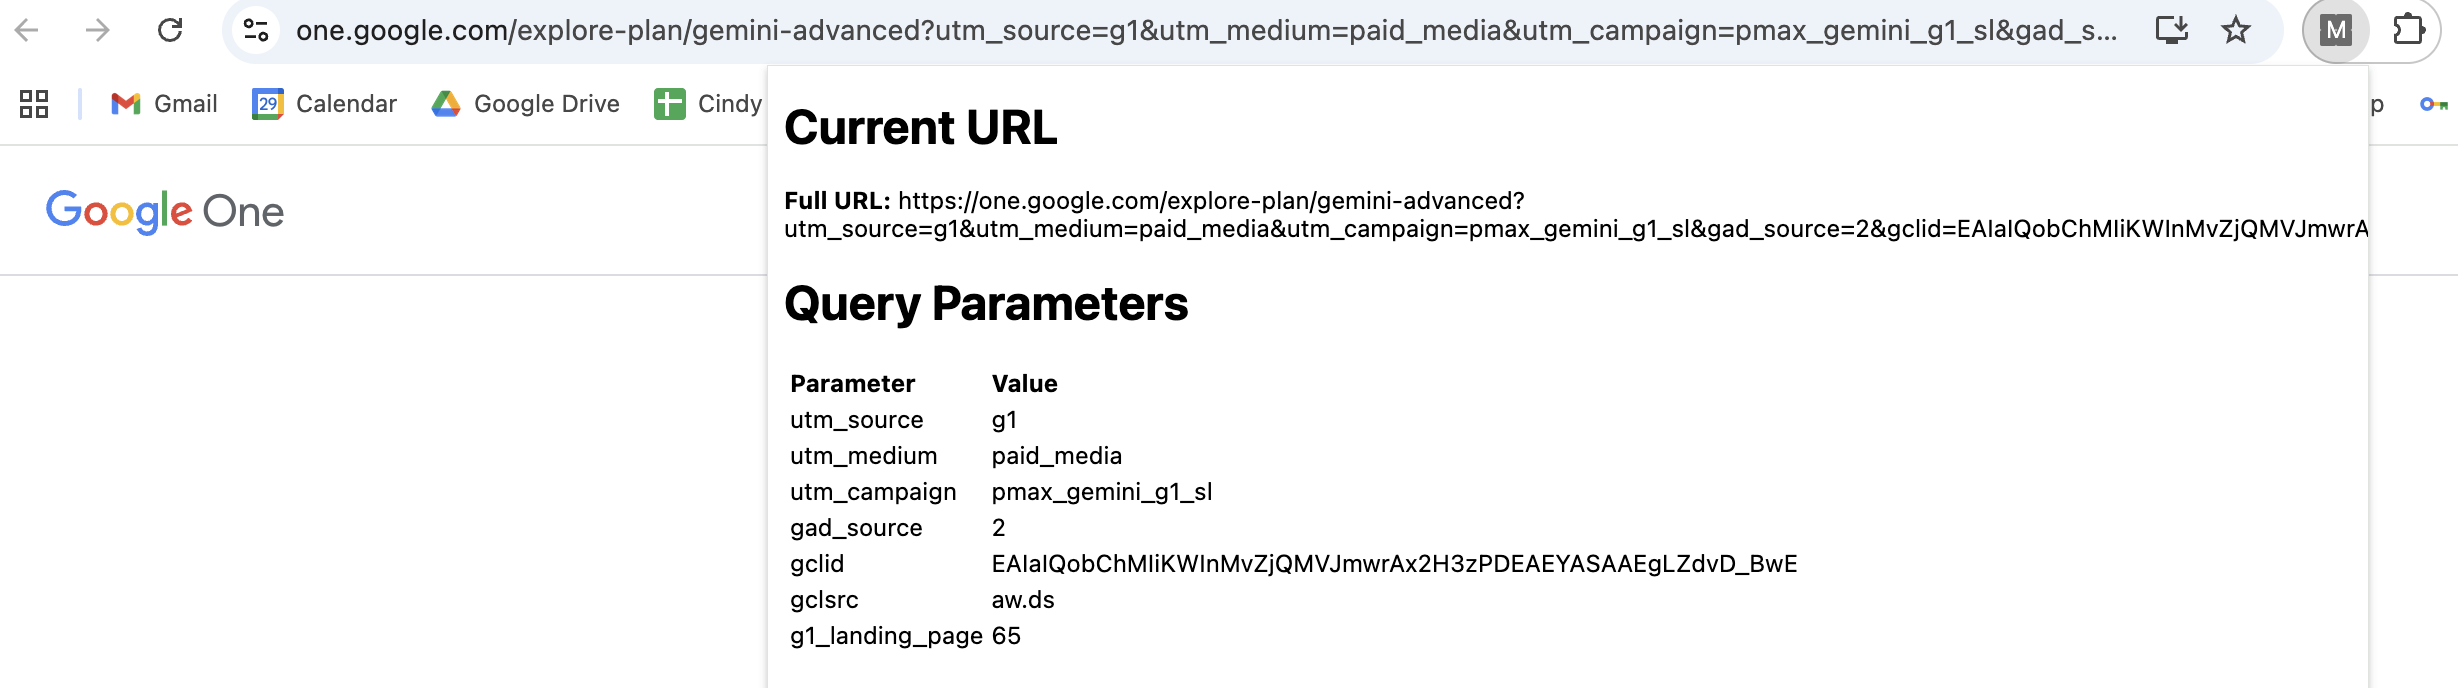 one.google.com/explore-plan/gemini-advanced?utm_source=g1&utm_medium=paid_media&utm_campaign=pmax_gemini_g1_sl&gad_s...
M
Gmail
29
Calendar
Google Drive
Cindy
p
Google One
Current URL
Full URL: https://one.google.com/explore-plan/gemini-advanced?
utm_source=g1&utm_medium=paid_media&utm_campaign=pmax_gemini_g1_sl&gad_source=2&gclid=EAIaIQobChMIiKWInMvZjQMVJmwrA
Query Parameters
Parameter Value
utm_source g1
utm_medium paid_media
utm_campaign pmax_gemini_g1_sl
gad_source 2
gclid EAIaIQobChMIiKWInMvZjQMVJmwrAx2H3zPDEAEYASAAEgLZdvD_BwE
gclsrc aw.ds
g1_landing_page 65